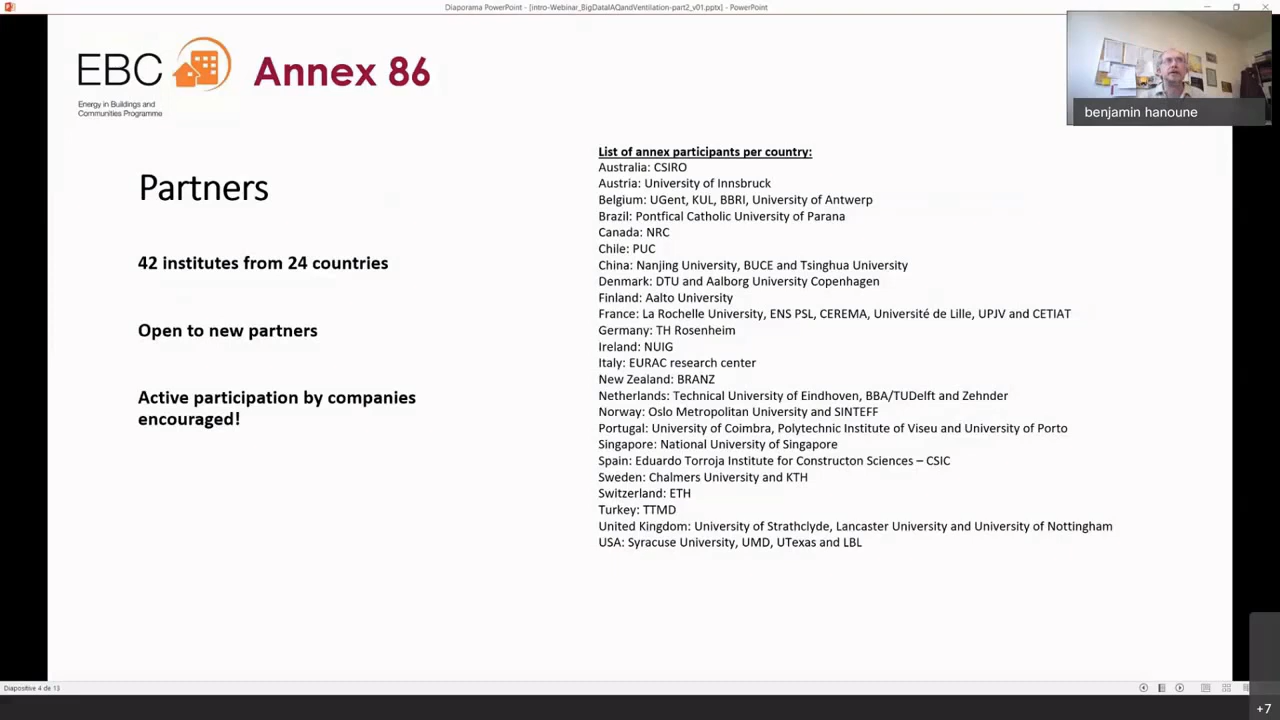 Diaporama PowerPoint - [intro-Webinar_BigDataIAQandVentilation-part2_v01.pptx] - PowerPoint
EBC
Energy in Buildings and
Communities Programme
Annex 86
benjamin hanoune
Partners
42 institutes from 24 countries
Open to new partners
Active participation by companies
encouraged!
List of annex participants per country:
Australia: CSIRO
Austria: University of Innsbruck
Belgium: UGent, KUL, BBRI, University of Antwerp
Brazil: Pontfical Catholic University of Parana
Canada: NRC
Chile: PUC
China: Nanjing University, BUCE and Tsinghua University
Denmark: DTU and Aalborg University Copenhagen
Finland: Aalto University
France: La Rochelle University, ENS PSL, CEREMA, Université de Lille, UPJV and CETIAT
Germany: TH Rosenheim
Ireland: NUIG
Italy: EURAC research center
New Zealand: BRANZ
Netherlands: Technical University of Eindhoven, BBA/TUDelft and Zehnder
Norway: Oslo Metropolitan University and SINTEFF
Portugal: University of Coimbra, Polytechnic Institute of Viseu and University of Porto
Singapore: National University of Singapore
Spain: Eduardo Torroja Institute for Constructon Sciences – CSIC
Sweden: Chalmers University and KTH
Switzerland: ETH
Turkey: TTMD
United Kingdom: University of Strathclyde, Lancaster University and University of Nottingham
USA: Syracuse University, UMD, UTexas and LBL
Diapositive 4 de 13
+7